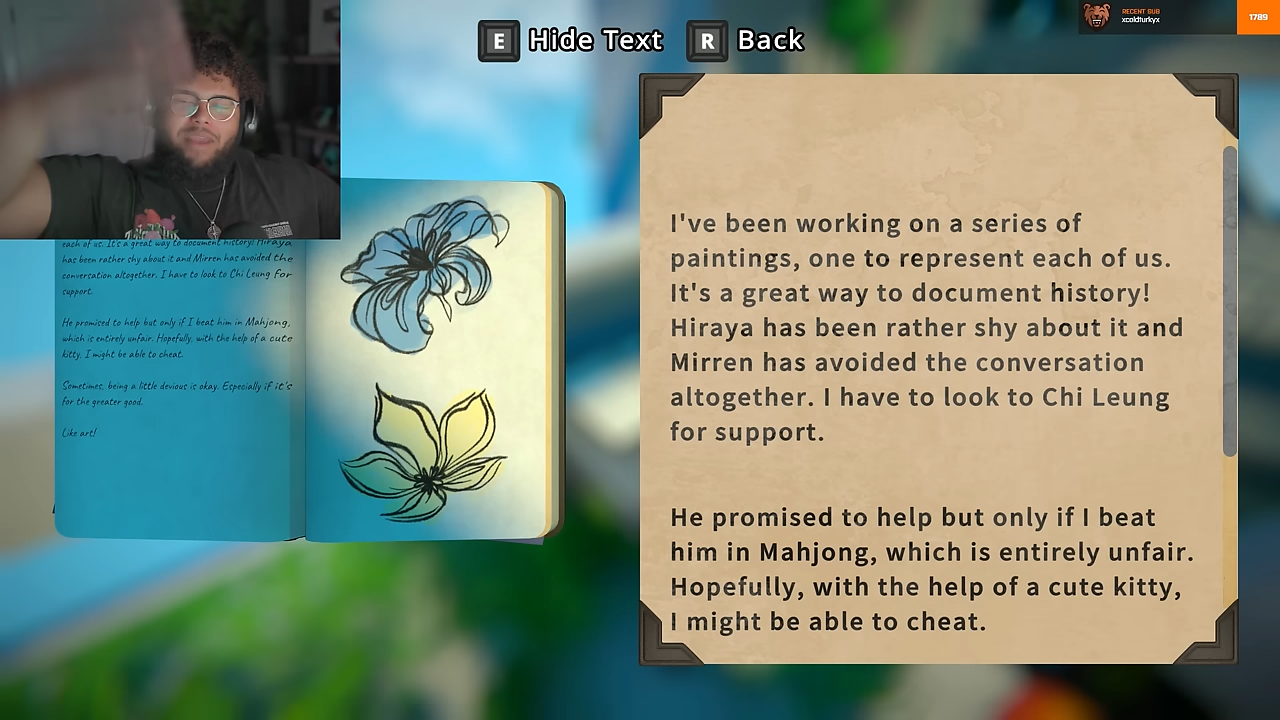 E Hide Text R Back
RECENT SUB
xcoldturkyx
1789
each of us. It's a great way to document history! Hiraya
has been rather shy about it and Mirren has avoided the
conversation altogether. I have to look to Chi Leung for
support.
He promised to help but only if I beat him in Mahjong,
which is entirely unfair. Hopefully, with the help of a cute
kitty, I might be able to cheat.
Sometimes, being a little devious is okay. Especially if it's
for the greater good.
Like art!
I've been working on a series of
paintings, one to represent each of us.
It's a great way to document history!
Hiraya has been rather shy about it and
Mirren has avoided the conversation
altogether. I have to look to Chi Leung
for support.
He promised to help but only if I beat
him in Mahjong, which is entirely unfair.
Hopefully, with the help of a cute kitty,
I might be able to cheat.